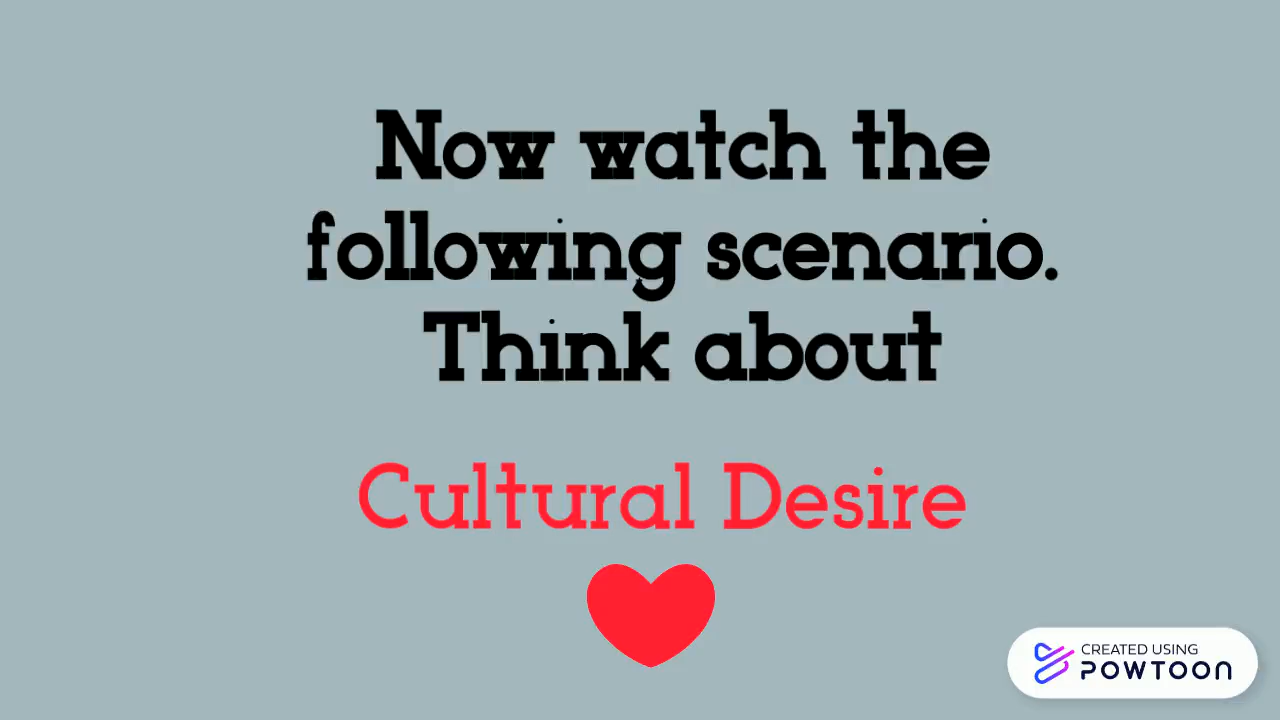 Now watch the
following scenario.
Think about
Cultural Desire
CREATED USING
POWTOON